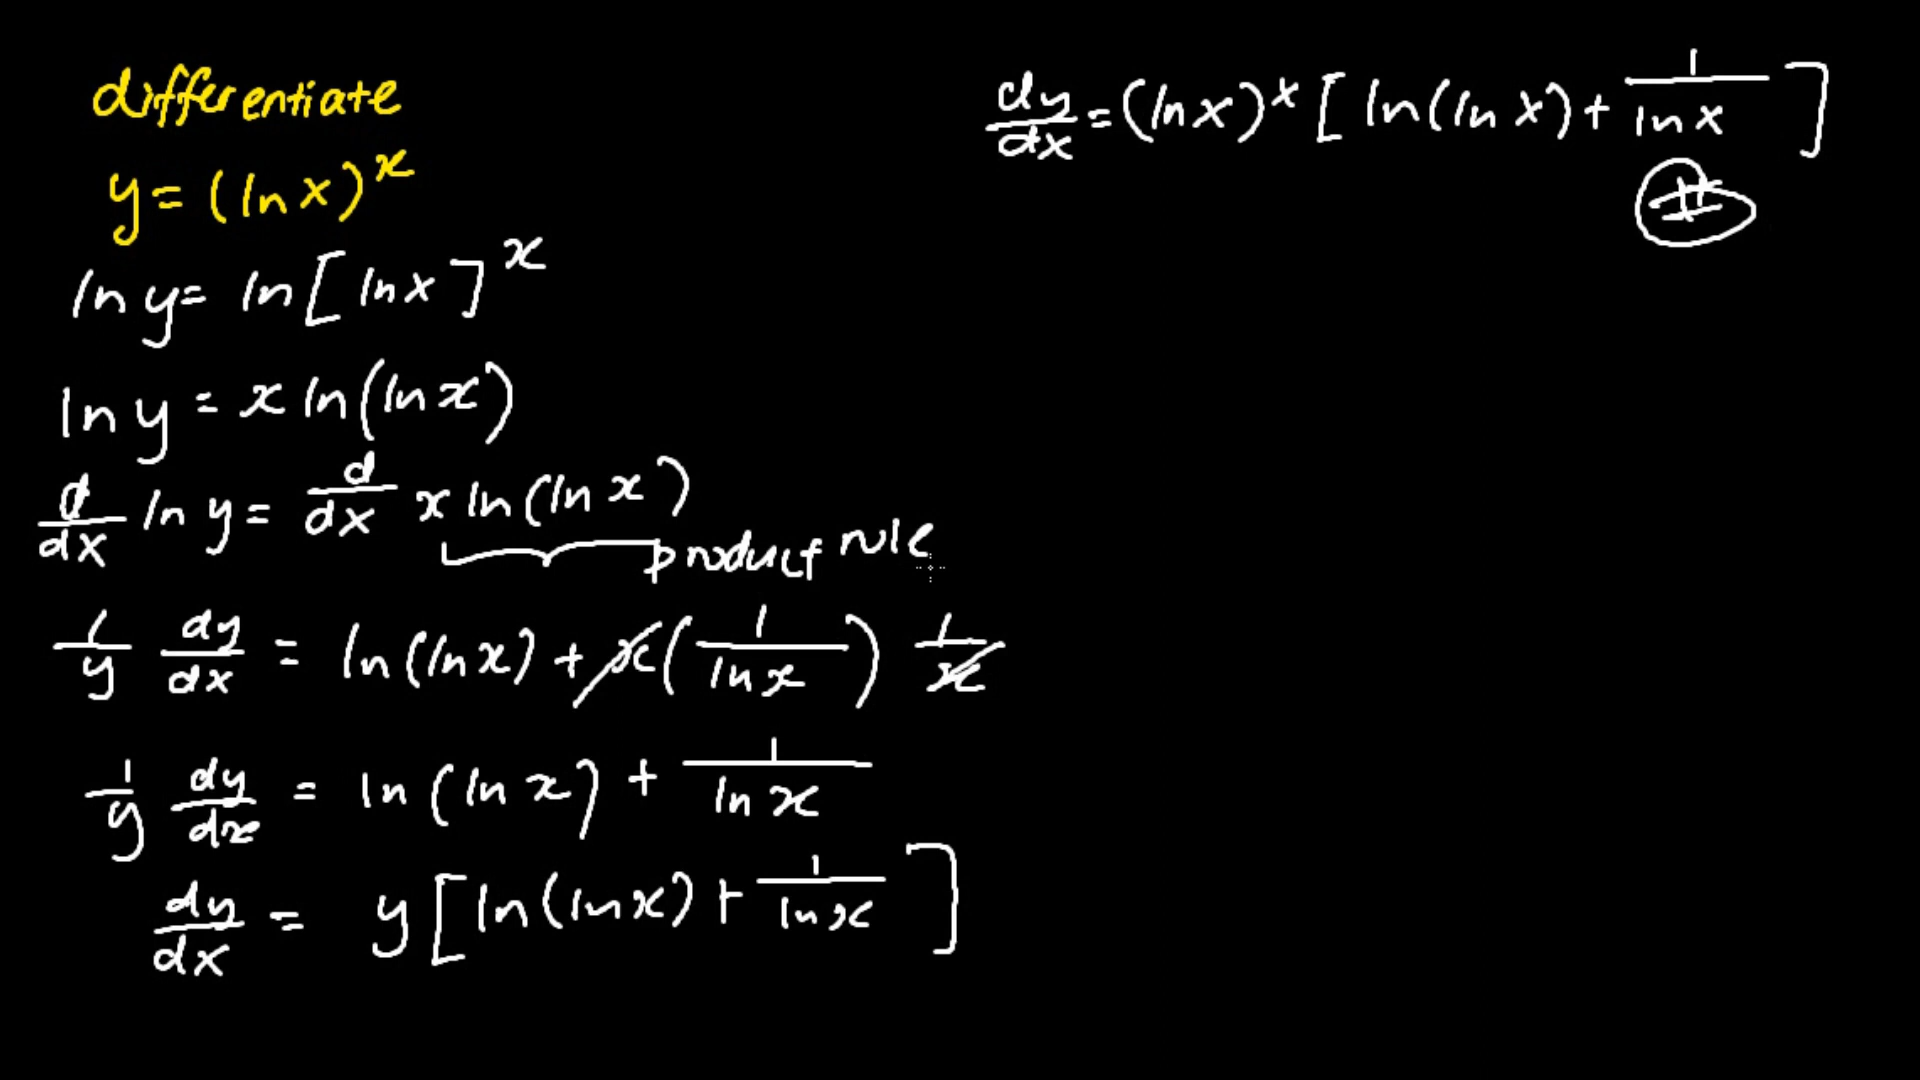 differentiate
y = (ln x)^x
ln y = ln [ln x]^x
ln y = x ln(ln x)
d/dx ln y = d/dx x ln(ln x)
product rule
1/y dy/dx = ln(ln x) + x(1/ln x) 1/x
1/y dy/dx = ln(ln x) + 1/ln x
dy/dx = y[ln(ln x) + 1/ln x]
dy/dx = (ln x)^x [ln(ln x) + 1/ln x]